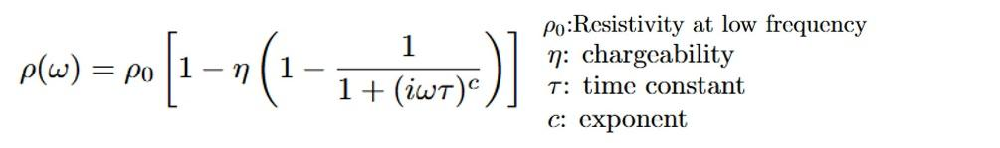 ρ(ω) = ρ₀ [1 − η (1 − 1 / (1 + (iωτ)ᶜ))]
ρ₀:Resistivity at low frequency
η: chargeability
τ: time constant
c: exponent